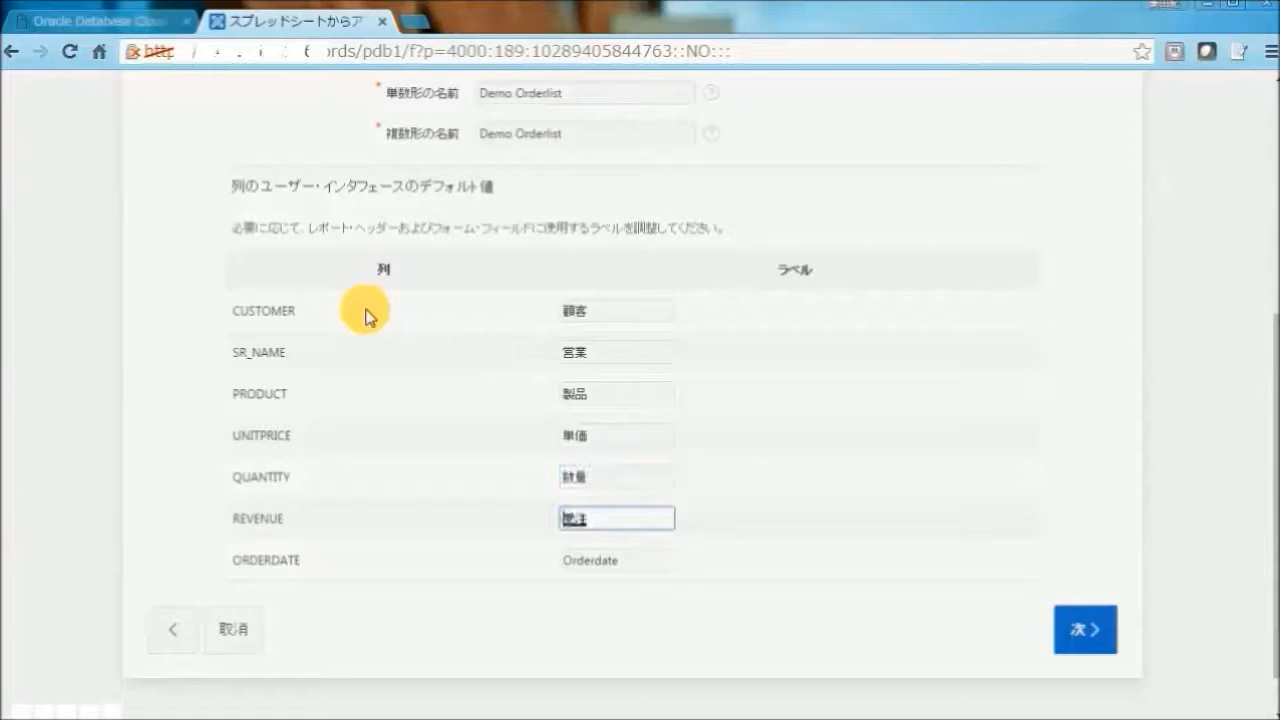 Oracle Database Cloud
スプレッドシートからア
ords/pdb1/f?p=4000:189:10289405844763::NO:::
* 単数形の名前 Demo Orderlist ?
* 複数形の名前 Demo Orderlist ?
列のユーザー・インタフェースのデフォルト値
必要に応じて、レポート・ヘッダーおよびフォーム・フィールドに使用するラベルを調整してください。
列 ラベル
CUSTOMER 顧客
SR_NAME 営業
PRODUCT 製品
UNITPRICE 単価
QUANTITY 数量
REVENUE 受注
ORDERDATE Orderdate
取消
次